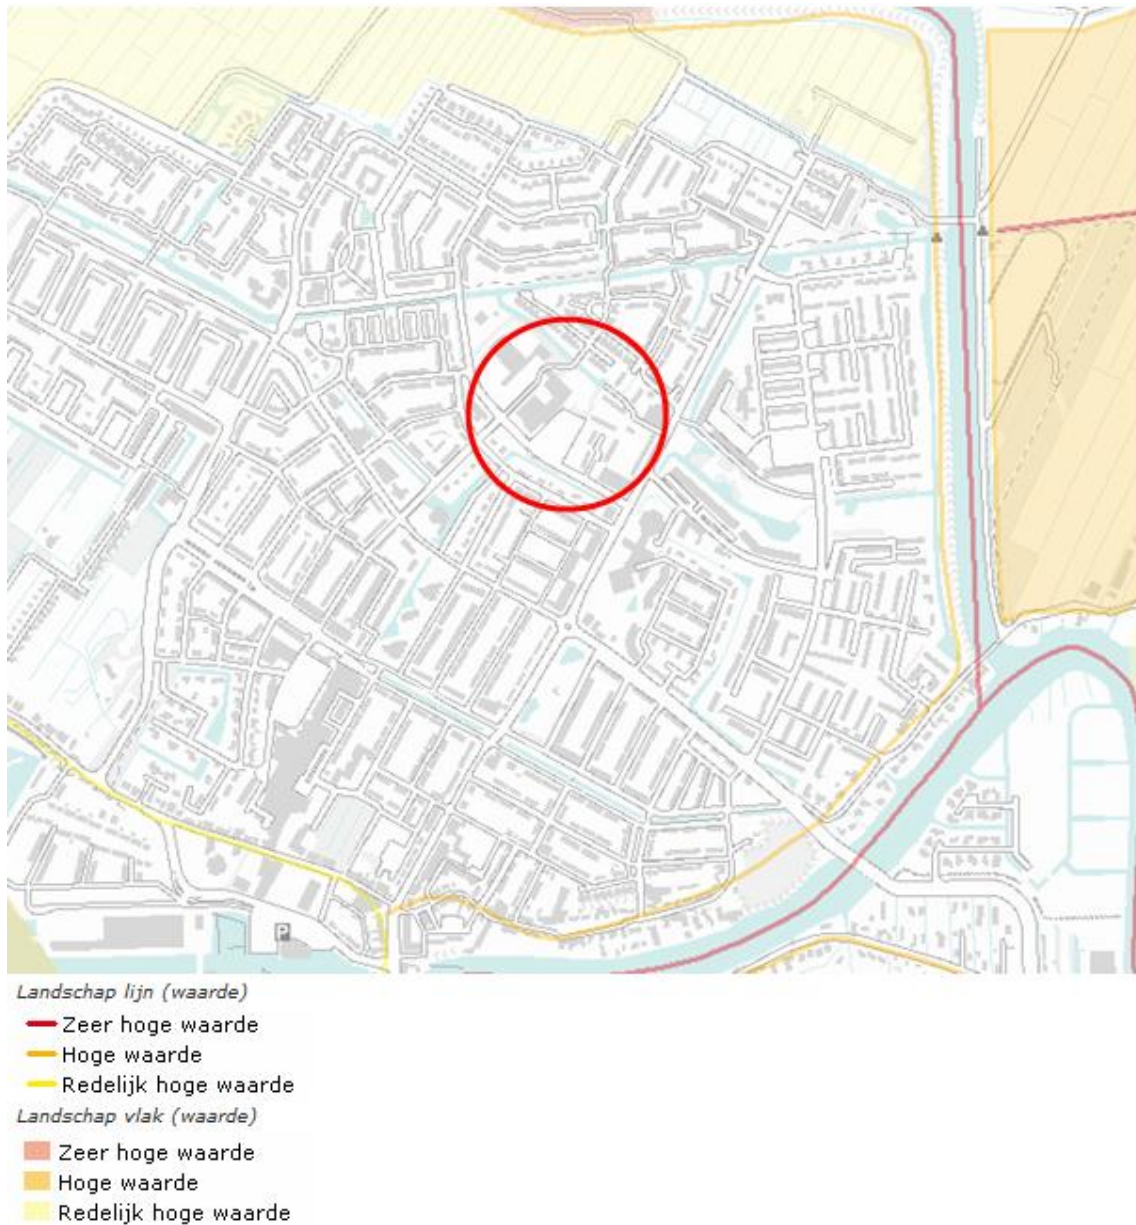 P
Landschap lijn (waarde)
Zeer hoge waarde
Hoge waarde
Redelijk hoge waarde
Landschap vlak (waarde)
Zeer hoge waarde
Hoge waarde
Redelijk hoge waarde